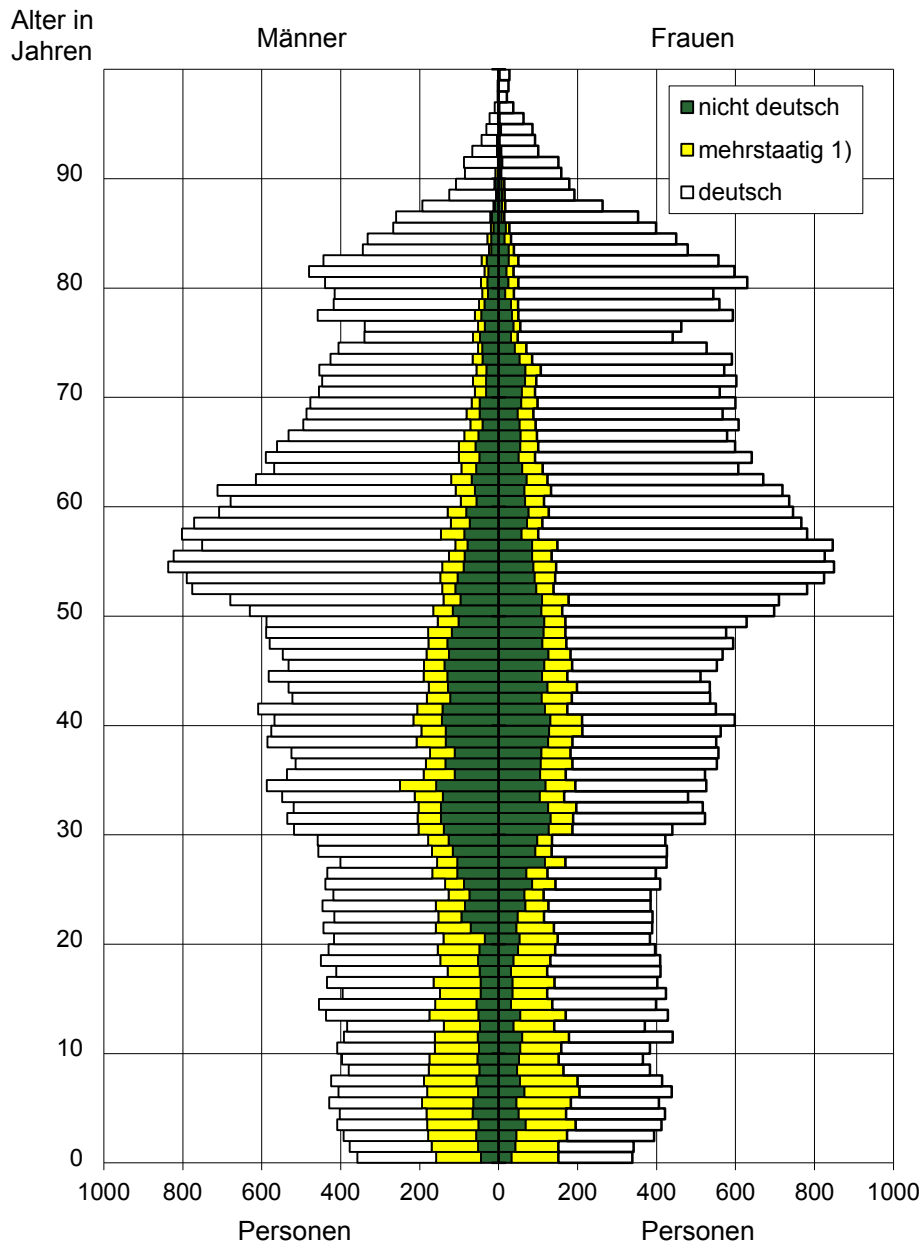 Alter in
Jahren
Männer
Frauen
nicht deutsch
mehrstaatig 1)
deutsch
90
80
70
60
50
40
30
20
10
0
1000 800 600 400 200 0 200 400 600 800 1000
Personen
Personen